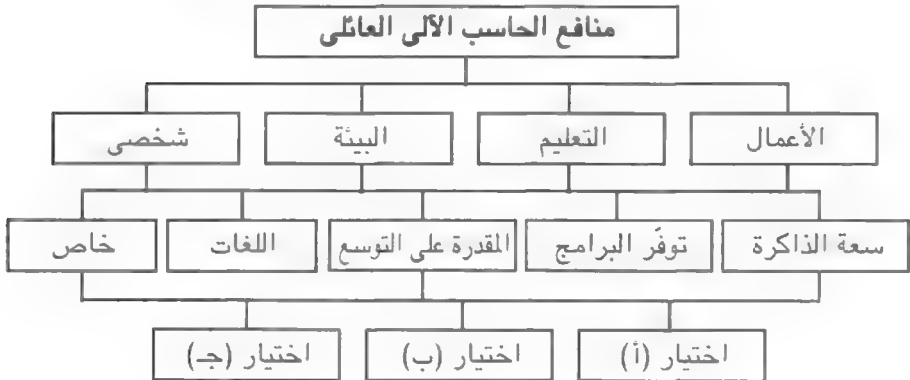 منافع الحاسب الآلى العائلى
الأعمال التعليم البيئة شخصى
سعة الذاكرة توفّر البرامج المقدرة على التوسع اللغات خاص
اختيار (أ) اختيار (ب) اختيار (جـ)